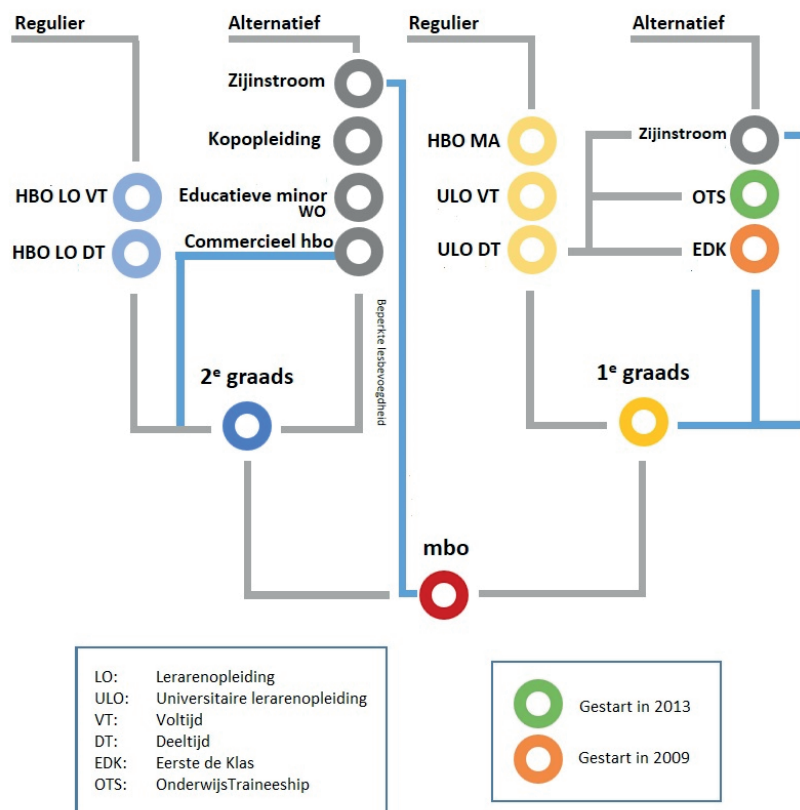 Regulier
Alternatief
Regulier
Alternatief
Zijinstroom
Kopopleiding
HBO MA
Zijinstroom
HBO LO VT
Educatieve minor
WO
ULO VT
OTS
HBO LO DT
Commercieel hbo
ULO DT
EDK
Beperkte lesbevoegdheid
2e graads
1e graads
mbo
LO: Lerarenopleiding
ULO: Universitaire lerarenopleiding
VT: Voltijd
DT: Deeltijd
EDK: Eerste de Klas
OTS: OnderwijsTraineeship
Gestart in 2013
Gestart in 2009